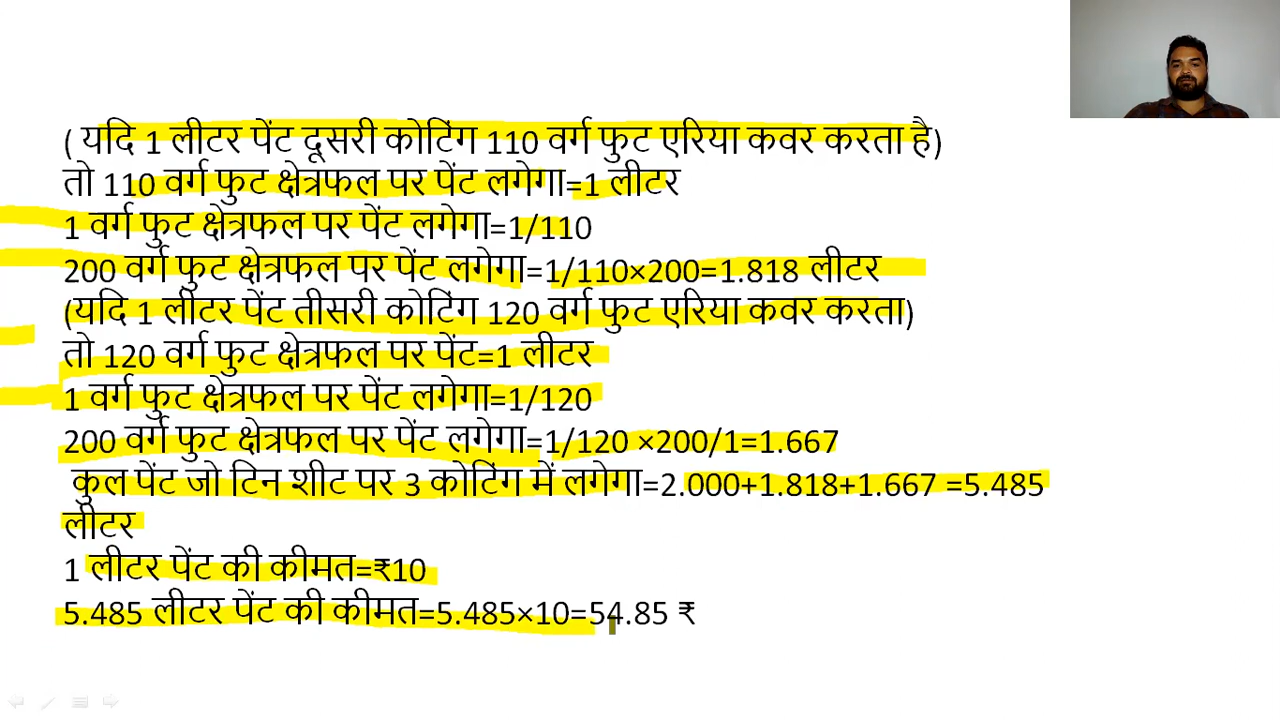 ( यदि 1 लीटर पेंट दूसरी कोटिंग 110 वर्ग फुट एरिया कवर करता है)
तो 110 वर्ग फुट क्षेत्रफल पर पेंट लगेगा=1 लीटर
1 वर्ग फुट क्षेत्रफल पर पेंट लगेगा=1/110
200 वर्ग फुट क्षेत्रफल पर पेंट लगेगा=1/110×200=1.818 लीटर
(यदि 1 लीटर पेंट तीसरी कोटिंग 120 वर्ग फुट एरिया कवर करता)
तो 120 वर्ग फुट क्षेत्रफल पर पेंट=1 लीटर
1 वर्ग फुट क्षेत्रफल पर पेंट लगेगा=1/120
200 वर्ग फुट क्षेत्रफल पर पेंट लगेगा=1/120 ×200/1=1.667
कुल पेंट जो टिन शीट पर 3 कोटिंग में लगेगा=2.000+1.818+1.667 =5.485
लीटर
1 लीटर पेंट की कीमत=₹10
5.485 लीटर पेंट की कीमत=5.485×10=54.85 ₹